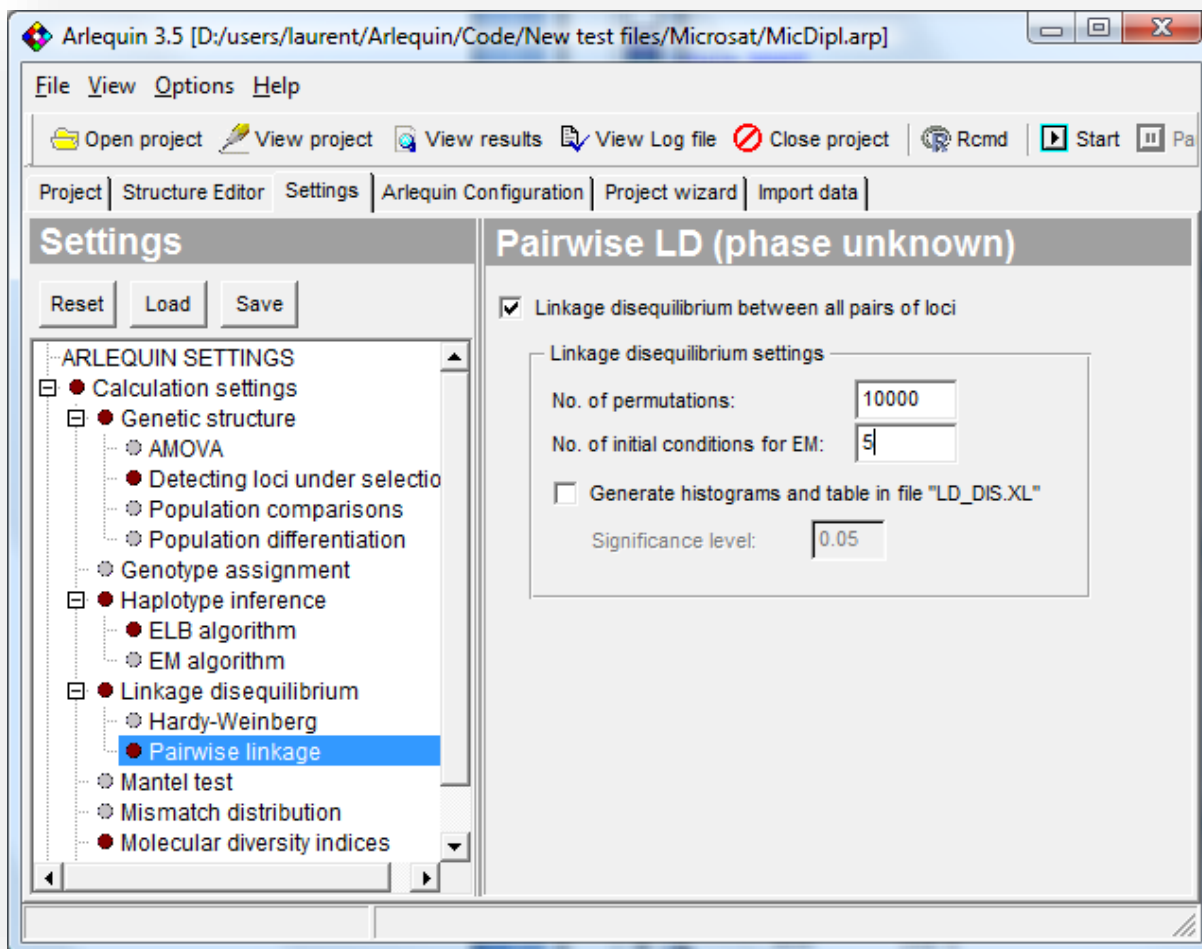 Arlequin 3.5 [D:/users/laurent/Arlequin/Code/New test files/Microsat/MicDipl.arp]
File View Options Help
Open project View project View results View Log file Close project Rcmd Start Pa
Project Structure Editor Settings Arlequin Configuration Project wizard Import data
Settings
Reset Load Save
ARLEQUIN SETTINGS
Calculation settings
Genetic structure
AMOVA
Detecting loci under selectio
Population comparisons
Population differentiation
Genotype assignment
Haplotype inference
ELB algorithm
EM algorithm
Linkage disequilibrium
Hardy-Weinberg
Pairwise linkage
Mantel test
Mismatch distribution
Molecular diversity indices
Pairwise LD (phase unknown)
Linkage disequilibrium between all pairs of loci
Linkage disequilibrium settings
No. of permutations: 10000
No. of initial conditions for EM: 5
Generate histograms and table in file "LD_DIS.XL"
Significance level: 0.05